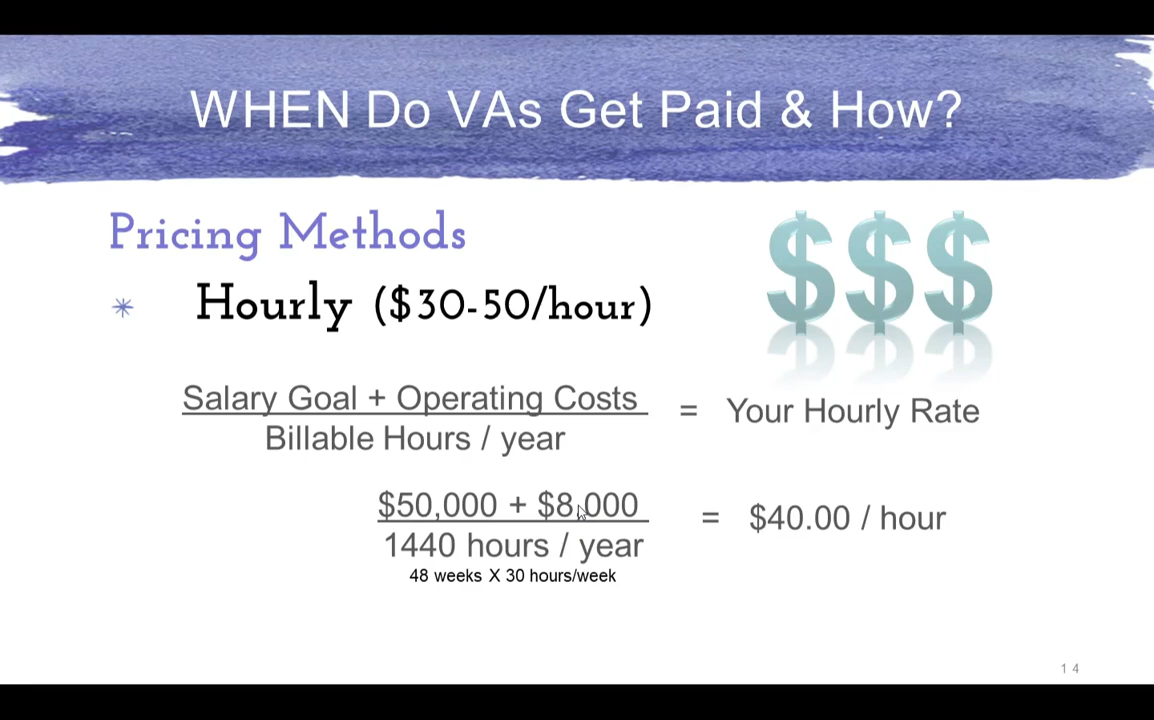 WHEN Do VAs Get Paid & How?
Pricing Methods
Hourly ($30-50/hour)
$$$
Salary Goal + Operating Costs
Billable Hours / year
= Your Hourly Rate
$50,000 + $8,000
1440 hours / year
= $40.00 / hour
48 weeks X 30 hours/week
14